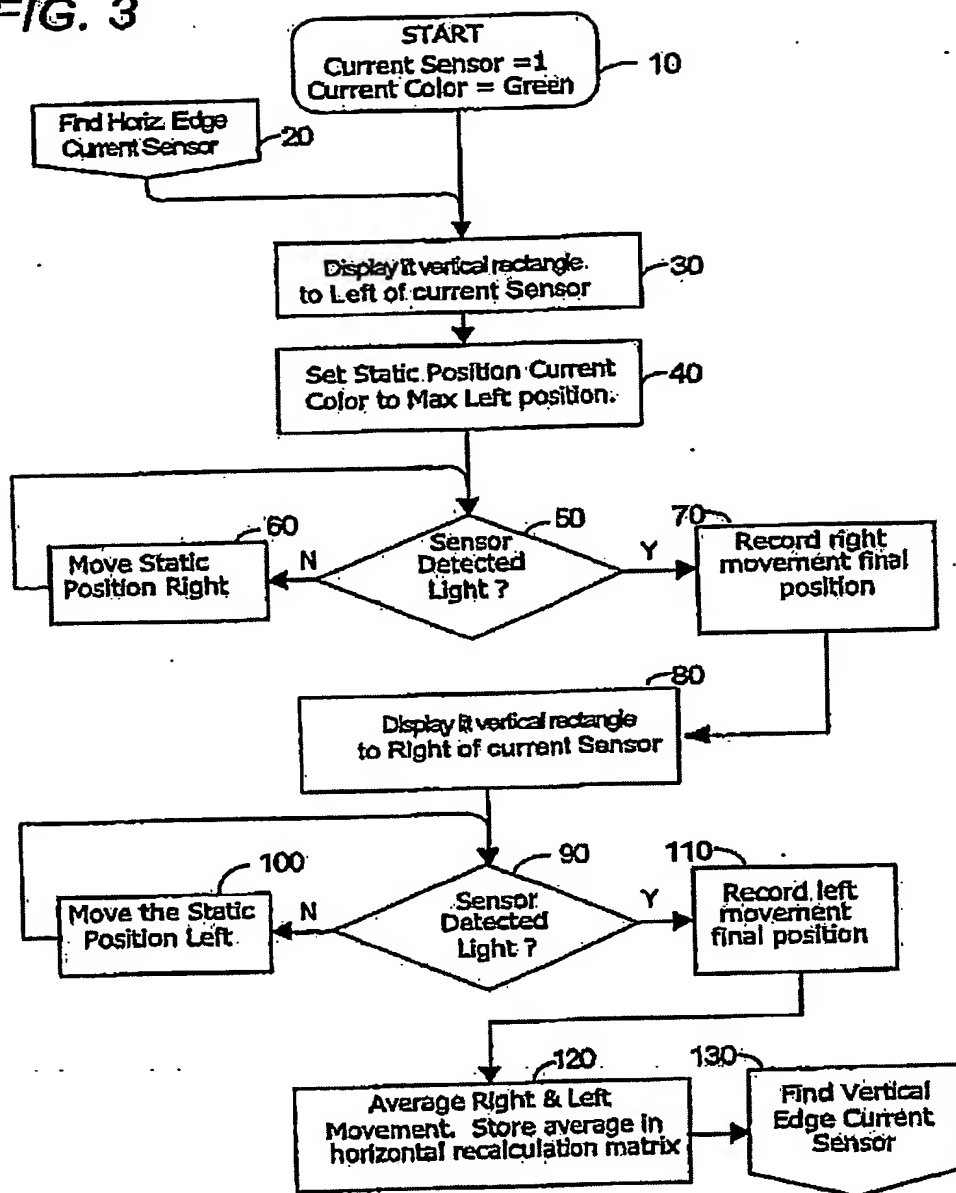 FIG. 3
START
Current Sensor =1
Current Color = Green
10
Find Horiz. Edge
Current Sensor
20
Display lit vertical rectangle.
to Left of current Sensor
30
Set Static Position Current
Color to Max Left position.
40
60
Move Static
Position Right
N
50
Sensor
Detected
Light ?
Y
70
Record right
movement final
position
80
Display lit vertical rectangle
to Right of current Sensor
100
Move the Static
Position Left
N
90
Sensor
Detected
Light ?
Y
110
Record left
movement
final position
120
Average Right & Left
Movement. Store average in
horizontal recalculation matrix
130
Find Vertical
Edge Current
Sensor